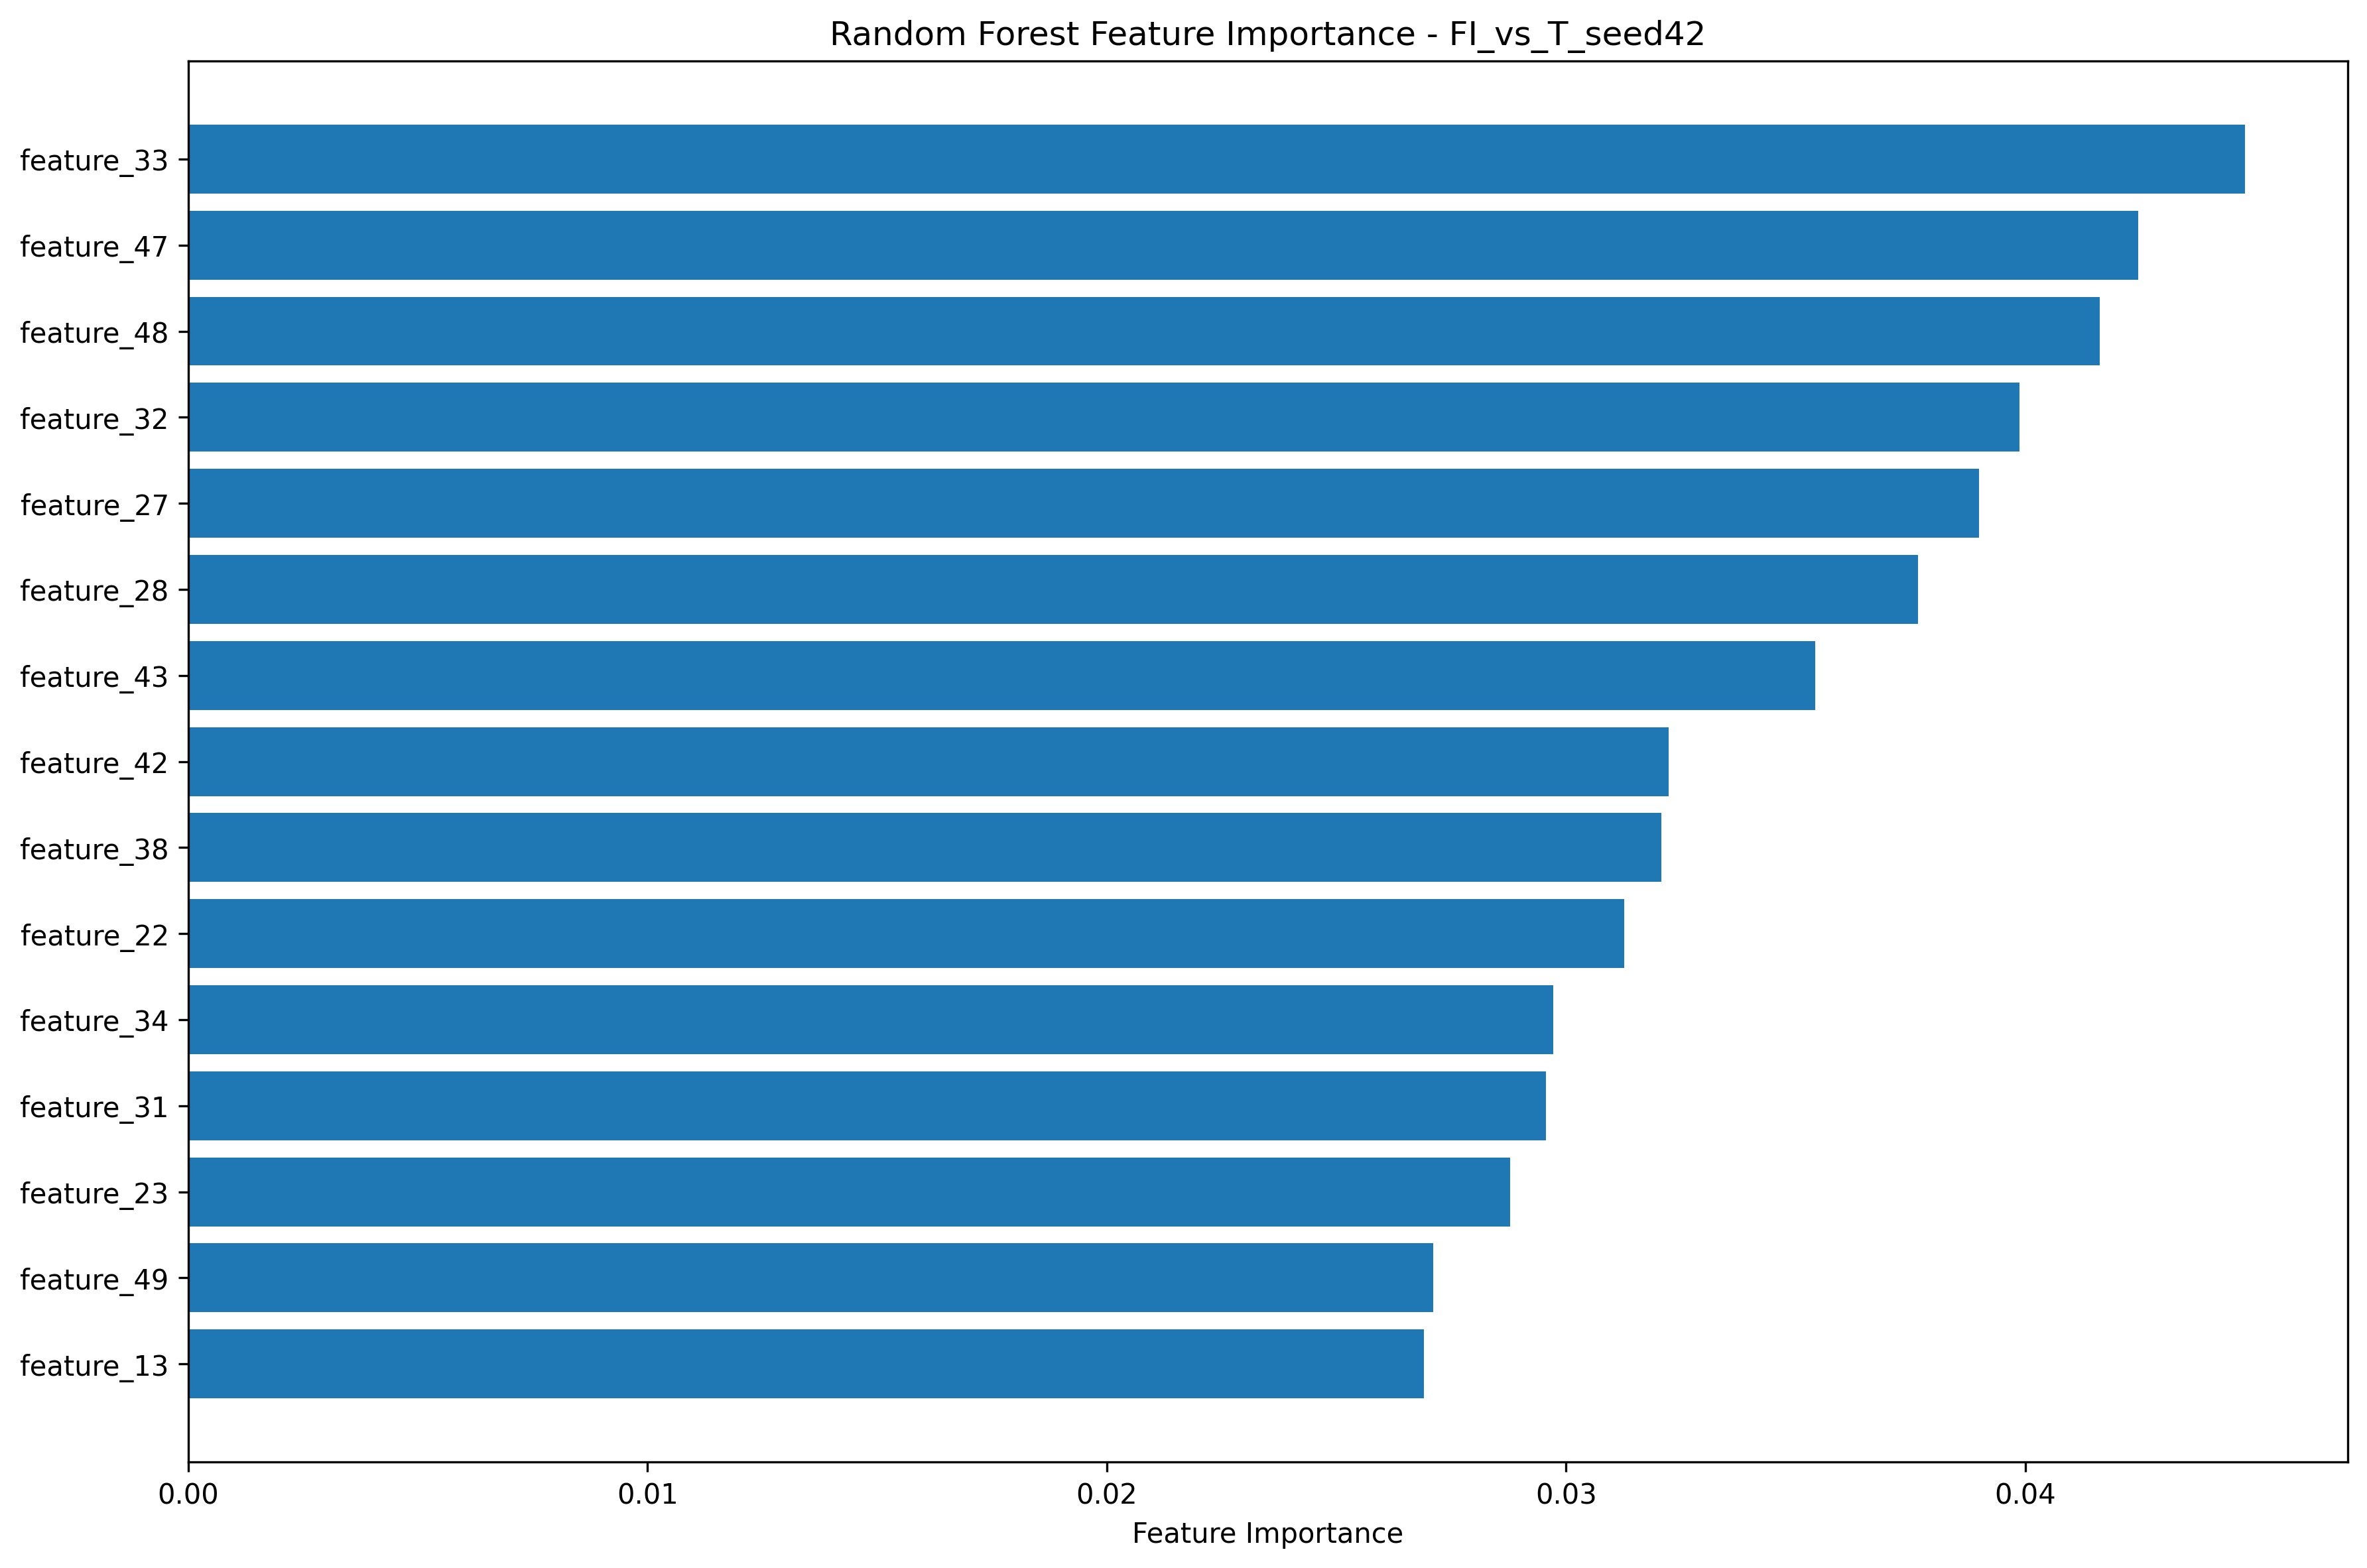 Random Forest Feature Importance - FI_vs_T_seed42
feature_33
feature_47
feature_48
feature_32
feature_27
feature_28
feature_43
feature_42
feature_38
feature_22
feature_34
feature_31
feature_23
feature_49
feature_13
0.00 0.01 0.02 0.03 0.04
Feature Importance